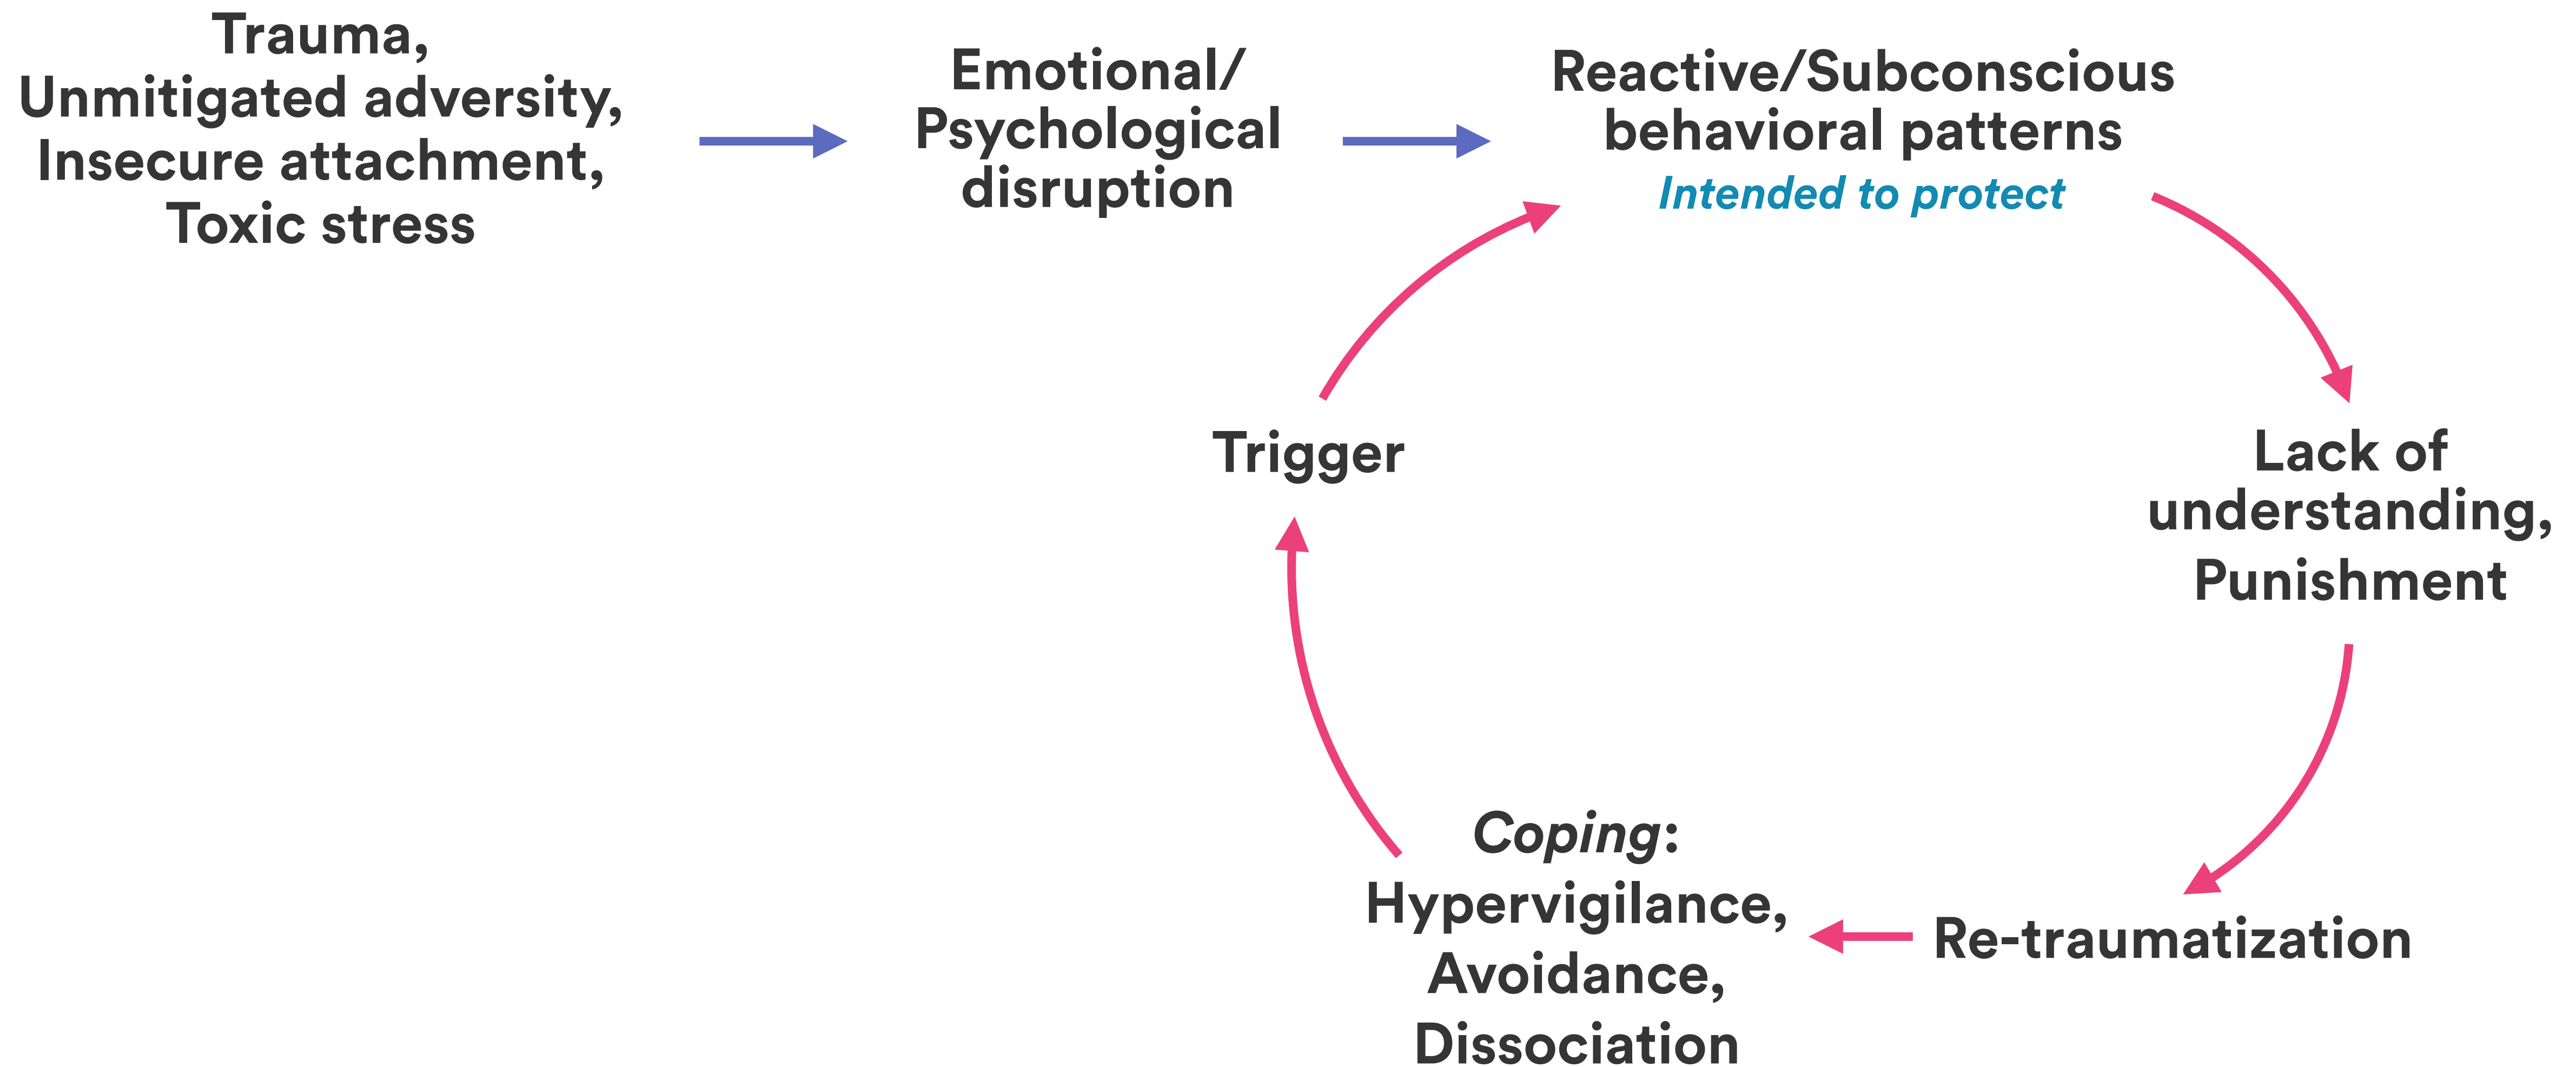 Trauma,
Unmitigated adversity,
Insecure attachment,
Toxic stress
Emotional/
Psychological
disruption
Reactive/Subconscious
behavioral patterns
Intended to protect
Lack of
understanding,
Punishment
Re-traumatization
Coping:
Hypervigilance,
Avoidance,
Dissociation
Trigger